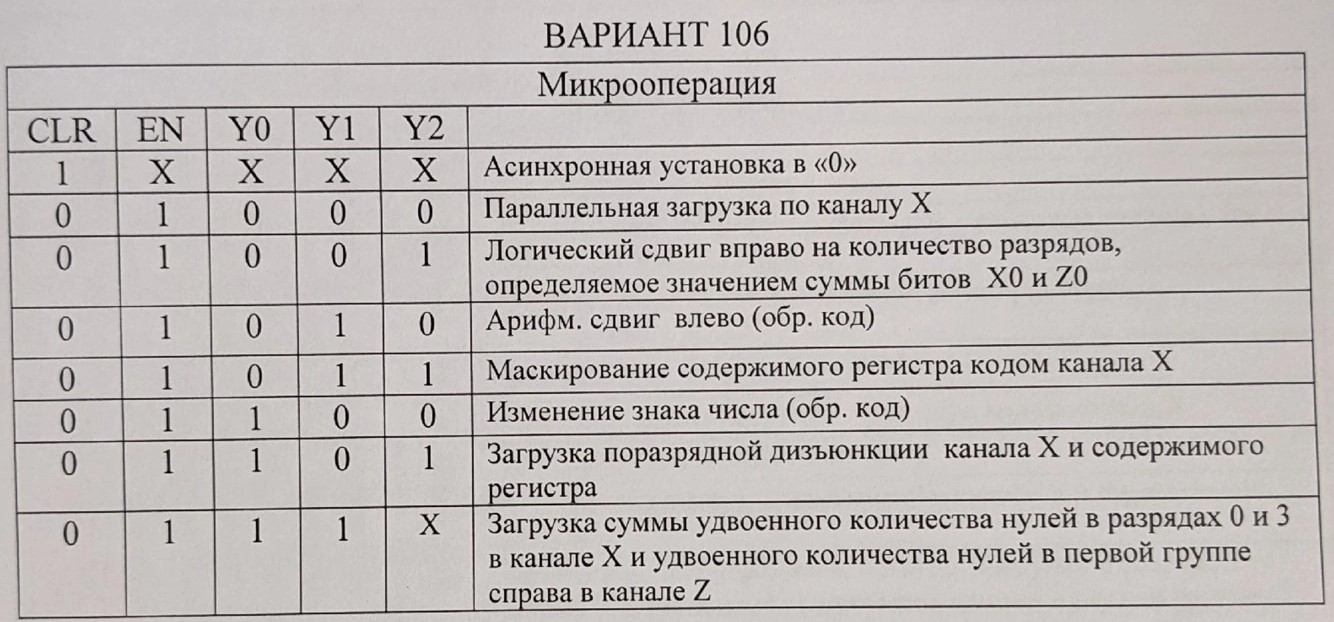 ВАРИАНТ 106
Микрооперация
CLR EN Y0 Y1 Y2
1 X X X X Асинхронная установка в «0»
0 1 0 0 0 Параллельная загрузка по каналу X
0 1 0 0 1 Логический сдвиг вправо на количество разрядов,
определяемое значением суммы битов X0 и Z0
0 1 0 1 0 Арифм. сдвиг влево (обр. код)
0 1 0 1 1 Маскирование содержимого регистра кодом канала X
0 1 1 0 0 Изменение знака числа (обр. код)
0 1 1 0 1 Загрузка поразрядной дизъюнкции канала X и содержимого
регистра
0 1 1 1 X Загрузка суммы удвоенного количества нулей в разрядах 0 и 3
в канале X и удвоенного количества нулей в первой группе
справа в канале Z